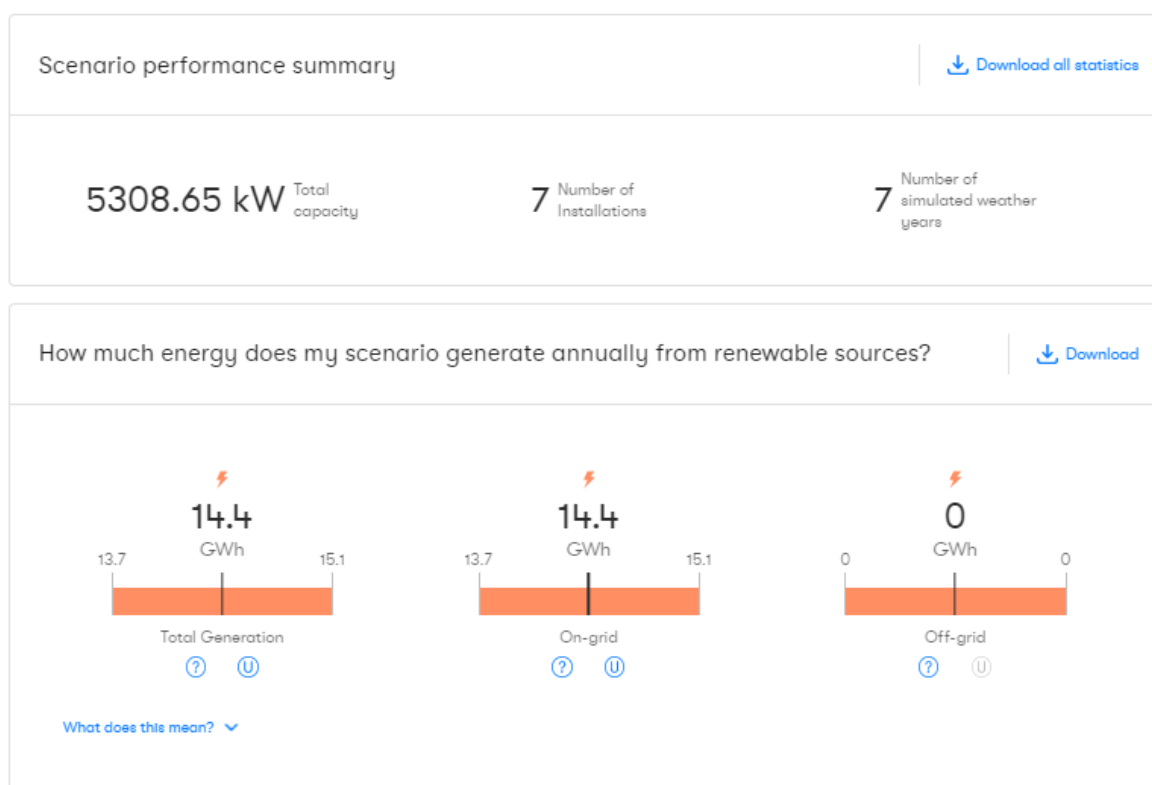 Scenario performance summary
Download all statistics
5308.65 kW
Total
capacity
7
Number of
Installations
7
Number of
simulated weather
years
How much energy does my scenario generate annually from renewable sources?
Download
14.4
GWh
13.7
15.1
Total Generation
? U
14.4
GWh
13.7
15.1
On-grid
? U
0
GWh
0
0
Off-grid
? U
What does this mean?